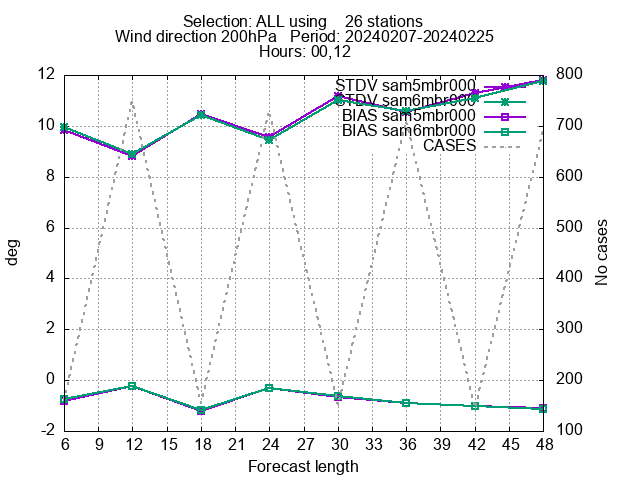 Selection: ALL using    26 stations
Wind direction 200hPa   Period: 20240207-20240225
Hours: 00,12
12 800
STDV sam5mbr000
STDV sam6mbr000
BIAS sam5mbr000
BIAS sam6mbr000
CASES
10 700
8 600
6 500
deg
No cases
4 400
2 300
0 200
-2 100
6 9 12 15 18 21 24 27 30 33 36 39 42 45 48
Forecast length